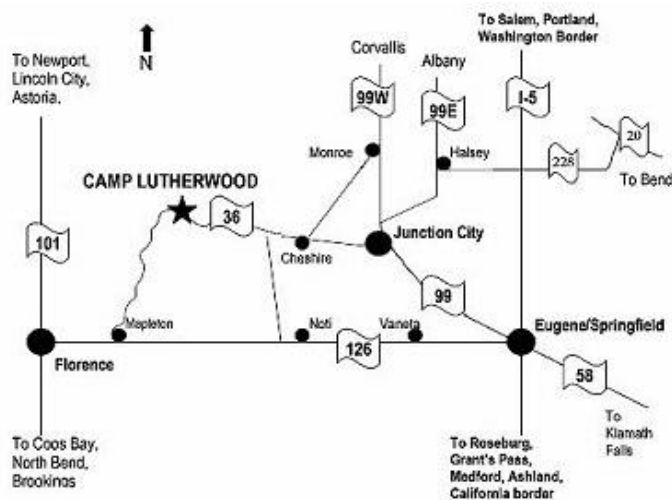 To Newport,
Lincoln City,
Astoria,
N
Corvallis
Albany
To Salem, Portland,
Washington Border
99W
99E
I-5
20
Monroe
Halsey
228
To Bend
CAMP LUTHERWOOD
36
101
Cheshire
Junction City
99
Mapleton
Noti
Vaneta
Eugene/Springfield
Florence
126
58
To
Klamath
Falls
To Coos Bay,
North Bend,
Brookings
To Roseburg,
Grant's Pass,
Medford, Ashland,
California border